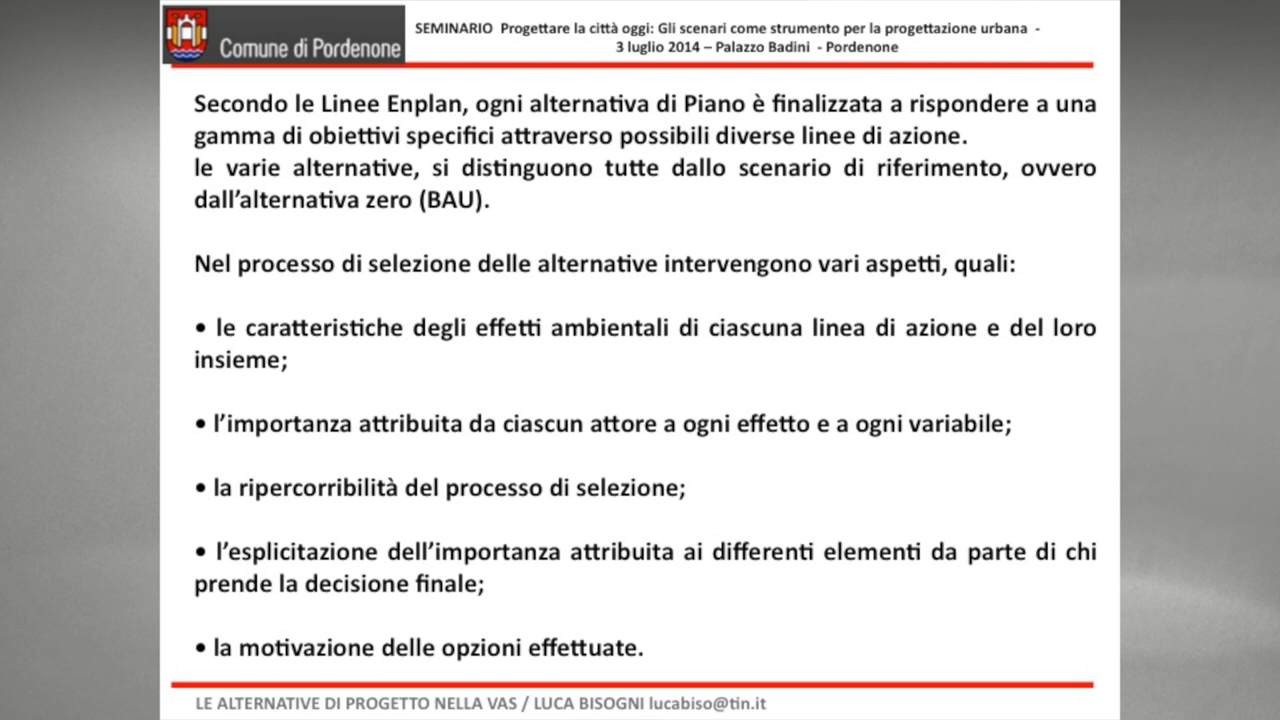 Comune di Pordenone
SEMINARIO Progettare la città oggi: Gli scenari come strumento per la progettazione urbana -
3 luglio 2014 – Palazzo Badini - Pordenone
Secondo le Linee Enplan, ogni alternativa di Piano è finalizzata a rispondere a una
gamma di obiettivi specifici attraverso possibili diverse linee di azione.
le varie alternative, si distinguono tutte dallo scenario di riferimento, ovvero
dall’alternativa zero (BAU).
Nel processo di selezione delle alternative intervengono vari aspetti, quali:
• le caratteristiche degli effetti ambientali di ciascuna linea di azione e del loro
insieme;
• l’importanza attribuita da ciascun attore a ogni effetto e a ogni variabile;
• la ripercorribilità del processo di selezione;
• l’esplicitazione dell’importanza attribuita ai differenti elementi da parte di chi
prende la decisione finale;
• la motivazione delle opzioni effettuate.
LE ALTERNATIVE DI PROGETTO NELLA VAS / LUCA BISOGNI lucabiso@tin.it